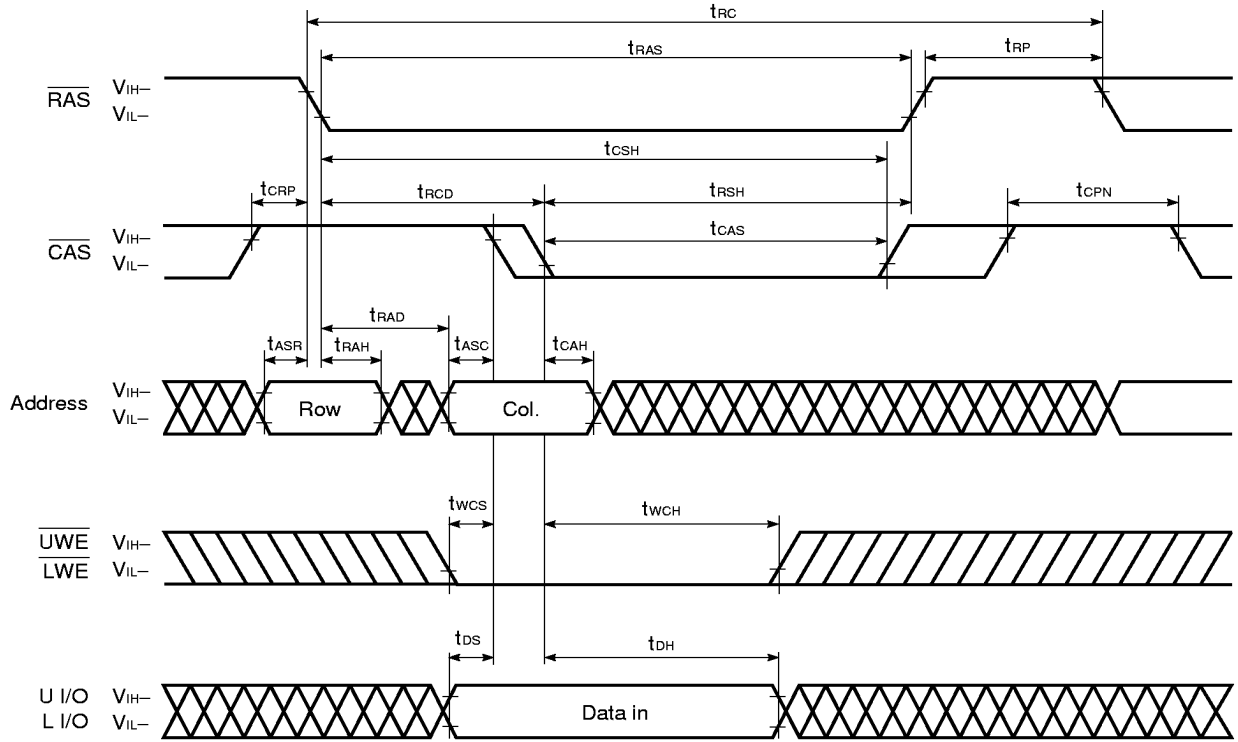 tRC
tRAS
tRP
RAS
VIH–
VIL–
tCSH
tCRP
tRCD
tRSH
tCPN
tCAS
CAS
VIH–
VIL–
tRAD
tASR
tRAH
tASC
tCAH
Address
VIH–
VIL–
Row
Col.
tWCS
tWCH
UWE
VIH–
LWE
VIL–
tDS
tDH
U I/O
VIH–
L I/O
VIL–
Data in